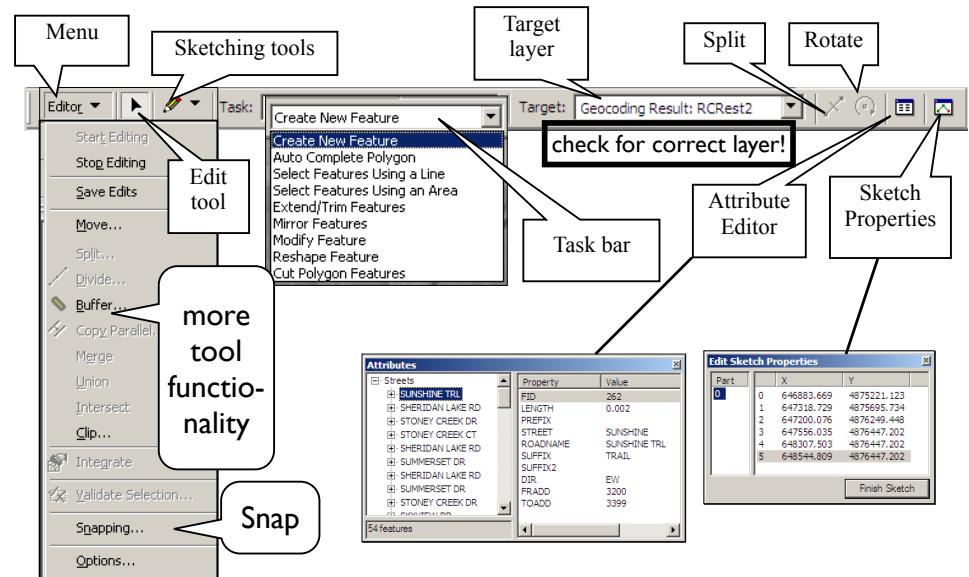 Menu
Sketching tools
Target
layer
Split
Rotate
Editor
Task:
Create New Feature
Target:
Geocoding Result: RCRest2
check for correct layer!
Create New Feature
Auto Complete Polygon
Select Features Using a Line
Select Features Using an Area
Extend/Trim Features
Mirror Features
Modify Feature
Reshape Feature
Cut Polygon Features
Start Editing
Stop Editing
Save Edits
Move...
Split...
Divide...
Buffer...
Copy Parallel.
Merge
Union
Intersect
Clip...
Integrate
Validate Selection...
Snapping...
Options...
Edit
tool
Task bar
Attribute
Editor
Sketch
Properties
more
tool
functio-
nality
Snap
Attributes
Streets
SUNSHINE TRL
SHERIDAN LAKE RD
STONEY CREEK DR
STONEY CREEK CT
SHERIDAN LAKE RD
SUMMERSET DR
SHERIDAN LAKE RD
SUMMERSET DR
STONEY CREEK DR
SKYVIEW DR
54 features
Property Value
FID 262
LENGTH 0.002
PREFIX
STREET SUNSHINE
ROADNAME SUNSHINE TRL
SUFFIX TRAIL
SUFFIX2
DIR EW
FRADD 3200
TOADD 3399
Edit Sketch Properties
Part
0
X Y
0 646883.669 4875221.123
1 647318.729 4875695.734
2 647200.076 4876249.448
3 647556.035 4876447.202
4 648307.503 4876447.202
5 648544.809 4876447.202
Finish Sketch